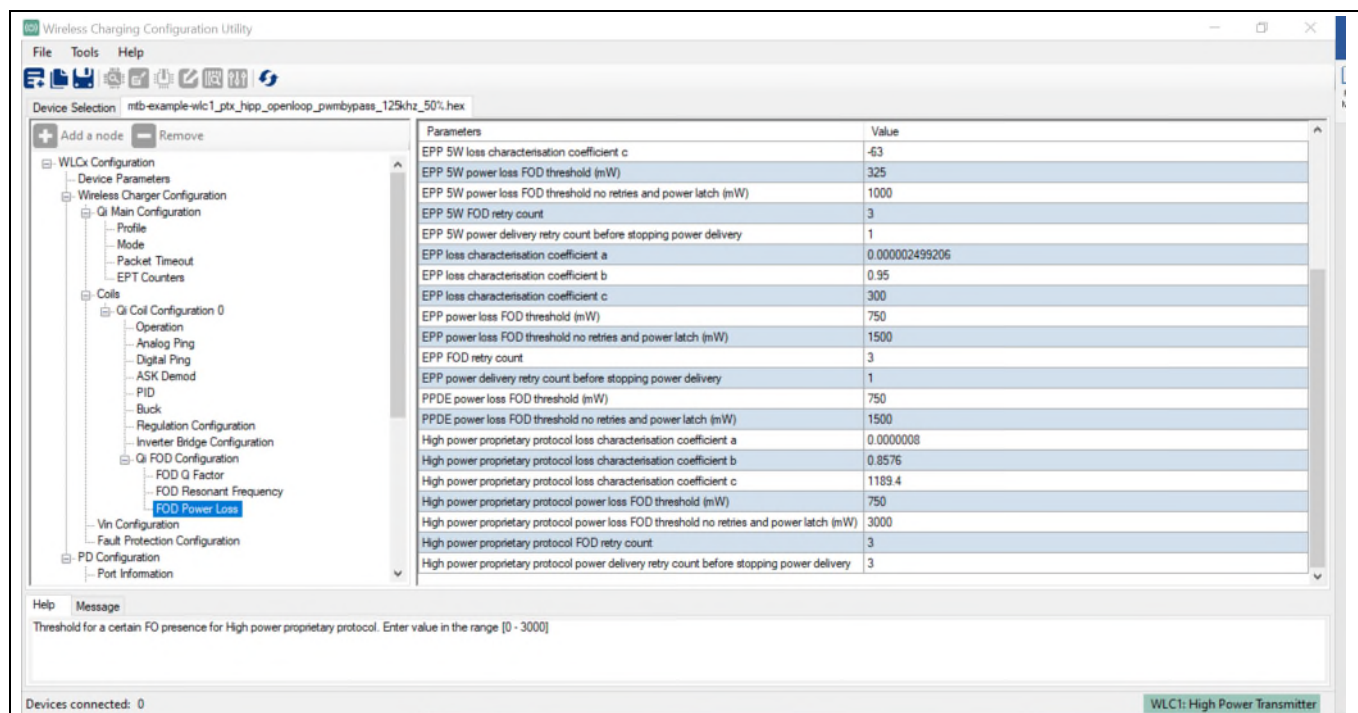 Wireless Charging Configuration Utility
File Tools Help
Device Selection mtb-example-wlc1_ptx_hipp_openloop_pwmbypass_125khz_50%.hex
Add a node Remove
WLCx Configuration
Device Parameters
Wireless Charger Configuration
Qi Main Configuration
Profile
Mode
Packet Timeout
EPT Counters
Coils
Qi Coil Configuration 0
Operation
Analog Ping
Digital Ping
ASK Demod
PID
Buck
Regulation Configuration
Inverter Bridge Configuration
Qi FOD Configuration
FOD Q Factor
FOD Resonant Frequency
FOD Power Loss
Vin Configuration
Fault Protection Configuration
PD Configuration
Port Information
Parameters Value
EPP 5W loss characterisation coefficient c -63
EPP 5W power loss FOD threshold (mW) 325
EPP 5W power loss FOD threshold no retries and power latch (mW) 1000
EPP 5W FOD retry count 3
EPP 5W power delivery retry count before stopping power delivery 1
EPP loss characterisation coefficient a 0.000002499206
EPP loss characterisation coefficient b 0.95
EPP loss characterisation coefficient c 300
EPP power loss FOD threshold (mW) 750
EPP power loss FOD threshold no retries and power latch (mW) 1500
EPP FOD retry count 3
EPP power delivery retry count before stopping power delivery 1
PPDE power loss FOD threshold (mW) 750
PPDE power loss FOD threshold no retries and power latch (mW) 1500
High power proprietary protocol loss characterisation coefficient a 0.0000008
High power proprietary protocol loss characterisation coefficient b 0.8576
High power proprietary protocol loss characterisation coefficient c 1189.4
High power proprietary protocol power loss FOD threshold (mW) 750
High power proprietary protocol power loss FOD threshold no retries and power latch (mW) 3000
High power proprietary protocol FOD retry count 3
High power proprietary protocol power delivery retry count before stopping power delivery 3
Help Message
Threshold for a certain FO presence for High power proprietary protocol. Enter value in the range [0 - 3000]
Devices connected: 0 WLC1: High Power Transmitter